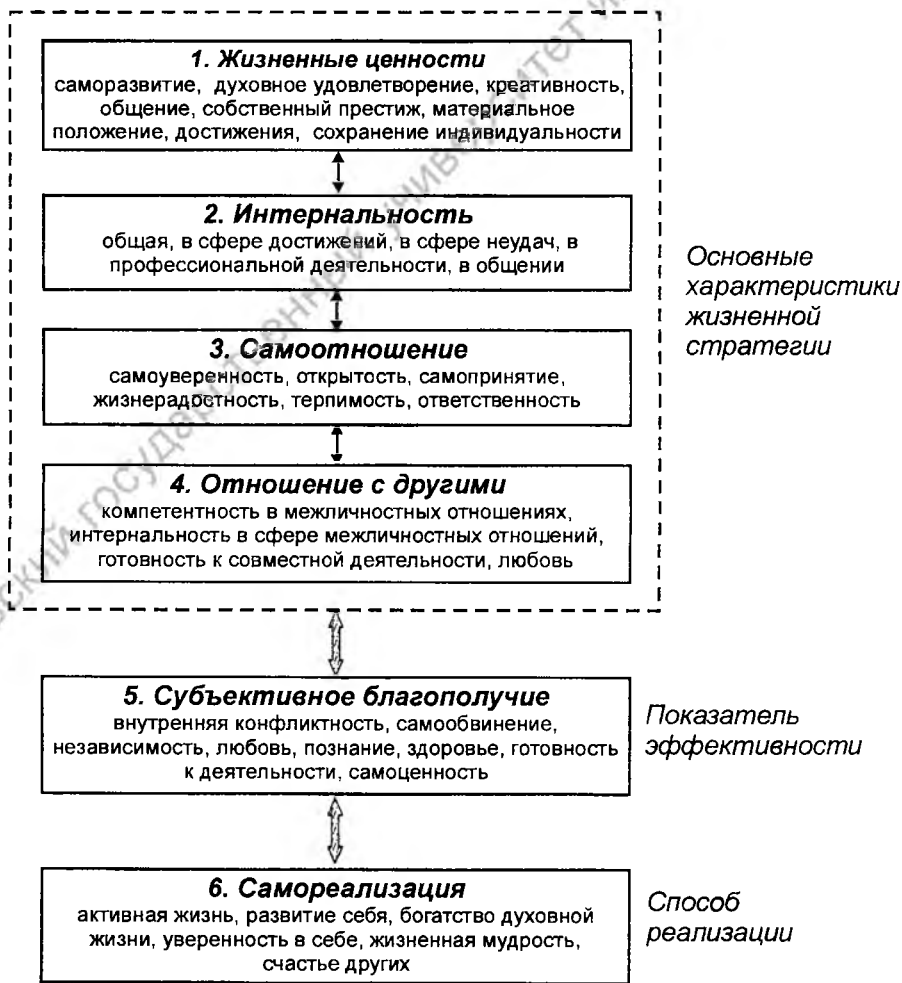 1. Жизненные ценности
саморазвитие, духовное удовлетворение, креативность,
общение, собственный престиж, материальное
положение, достижения, сохранение индивидуальности
2. Интернальность
общая, в сфере достижений, в сфере неудач, в
профессиональной деятельности, в общении
3. Самоотношение
самоуверенность, открытость, самопринятие,
жизнерадостность, терпимость, ответственность
4. Отношение с другими
компетентность в межличностных отношениях,
интернальность в сфере межличностных отношений,
готовность к совместной деятельности, любовь
Основные
характеристики
жизненной
стратегии
5. Субъективное благополучие
внутренняя конфликтность, самообвинение,
независимость, любовь, познание, здоровье, готовность
к деятельности, самоценность
Показатель
эффективности
6. Самореализация
активная жизнь, развитие себя, богатство духовной
жизни, уверенность в себе, жизненная мудрость,
счастье других
Способ
реализации
государственный университет